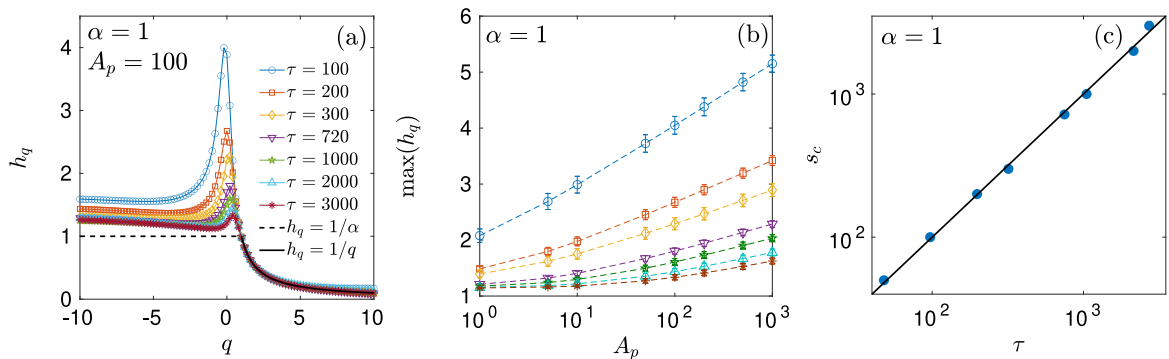 α = 1
A_p = 100
(a)
τ = 100
τ = 200
τ = 300
τ = 720
τ = 1000
τ = 2000
τ = 3000
h_q = 1/α
h_q = 1/q
4
3
2
1
0
h_q
-10
-5
0
5
10
q
α = 1
(b)
6
5
4
3
2
1
max(h_q)
10^0
10^1
10^2
10^3
A_p
α = 1
(c)
10^3
10^2
s_c
10^2
10^3
τ